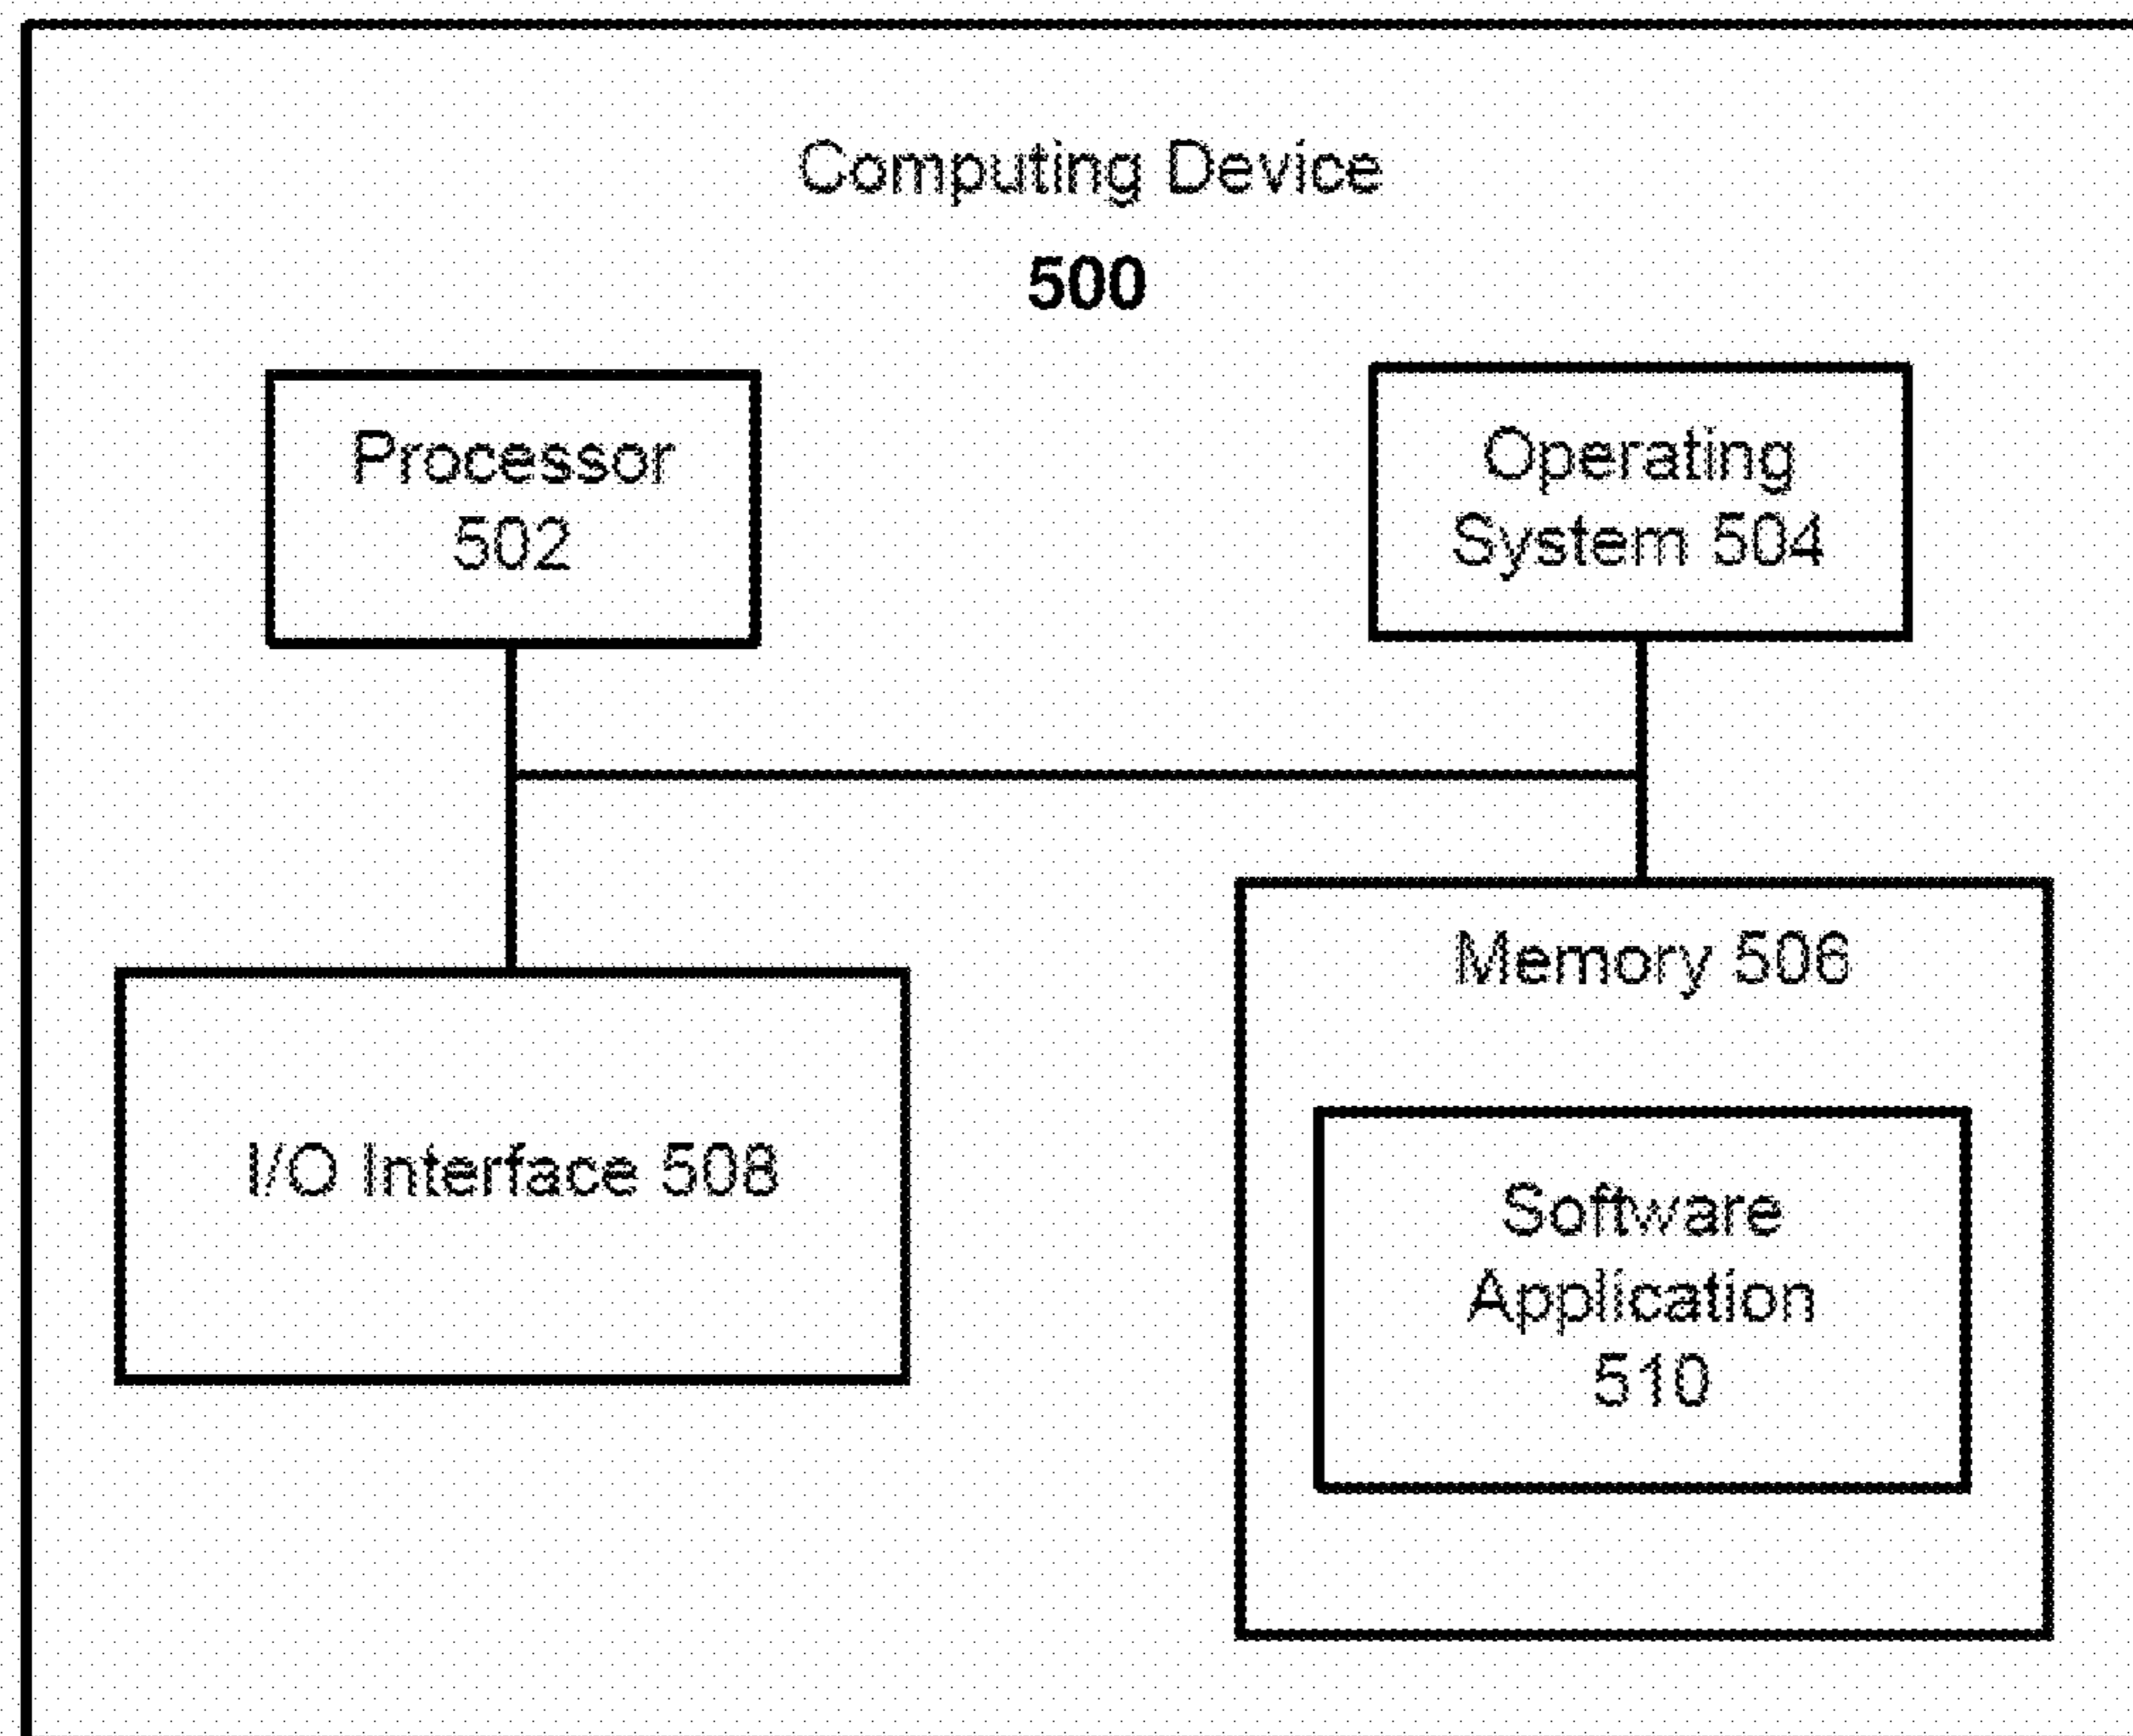 Computing Device
500
Processor
502
Operating
System 504
Memory 506
I/O Interface 508
Software
Application
510